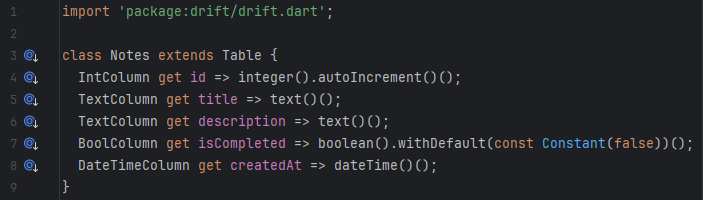 1 import 'package:drift/drift.dart';
2
3 class Notes extends Table {
4 IntColumn get id => integer().autoIncrement()();
5 TextColumn get title => text()();
6 TextColumn get description => text()();
7 BoolColumn get isCompleted => boolean().withDefault(const Constant(false))();
8 DateTimeColumn get createdAt => dateTime()();
9 }